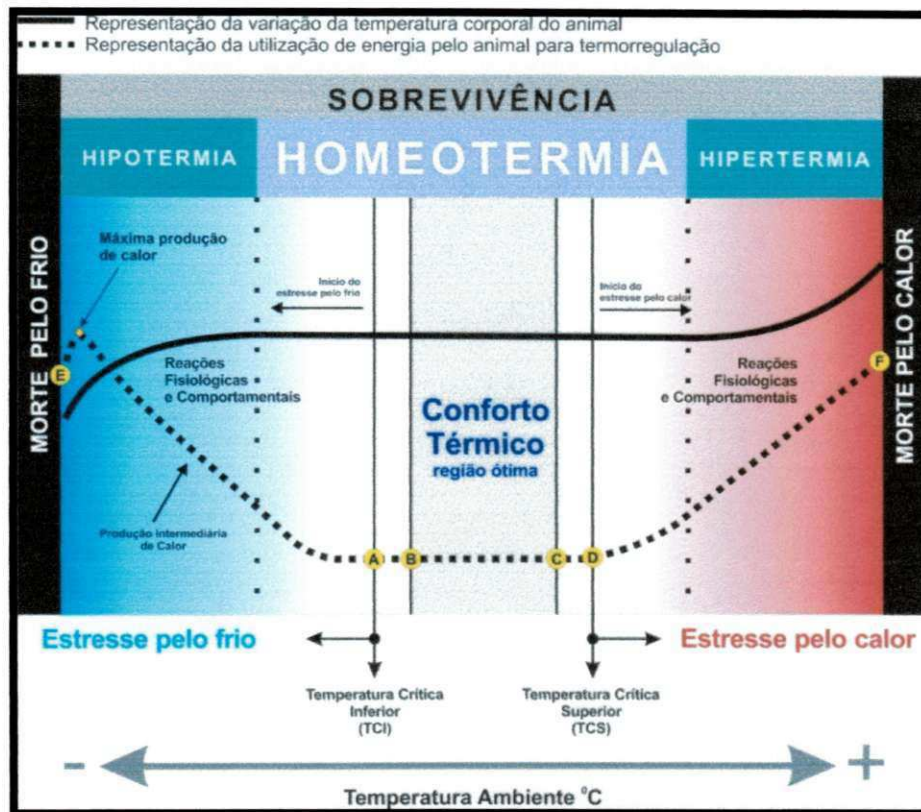 Representação da variação da temperatura corporal do animal
Representação da utilização de energia pelo animal para termorregulação
SOBREVIVÊNCIA
HIPOTERMIA
HOMEOTERMIA
HIPERTERMIA
MORTE PELO FRIO
Máxima produção
de calor
Início do
estresse pelo frio
Início do
estresse pelo calor
E
Reações
Fisiológicas
e Comportamentais
Conforto
Térmico
região ótima
Reações
Fisiológicas
e Comportamentais
F
MORTE PELO CALOR
Produção intermediária
de Calor
A
B
C
D
Estresse pelo frio
Estresse pelo calor
Temperatura Crítica
Inferior
(TCI)
Temperatura Crítica
Superior
(TCS)
- +
Temperatura Ambiente °C